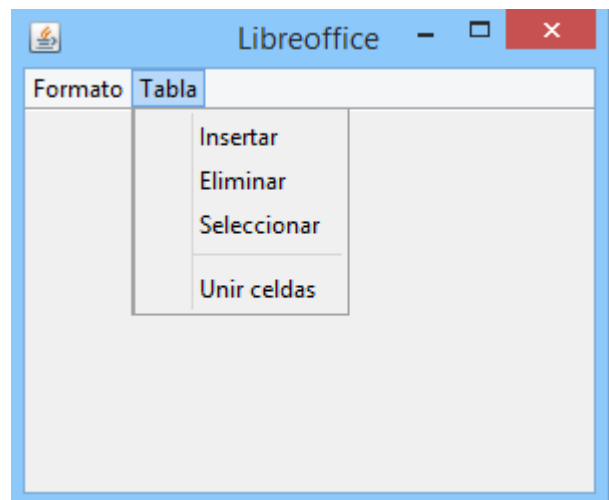 Libreoffice
Formato Tabla
Insertar
Eliminar
Seleccionar
Unir celdas